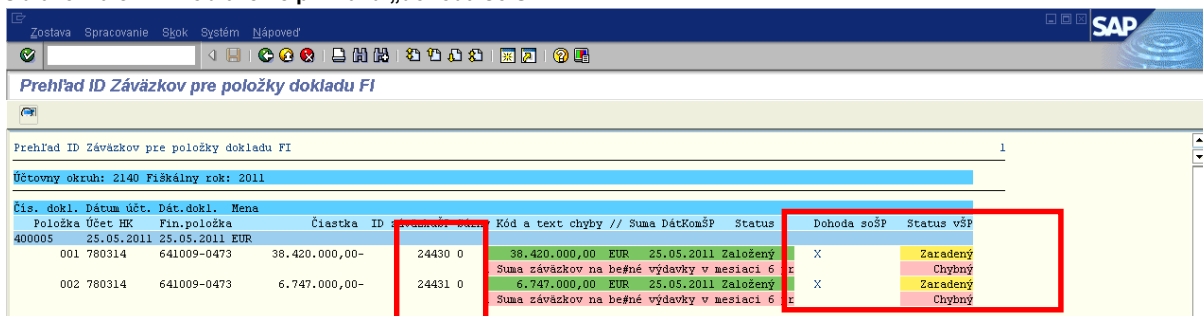 Zostava Spracovanie Skok Systém Nápoveď
SAP
Prehľad ID Záväzkov pre položky dokladu FI
Prehľad ID Záväzkov pre položky dokladu FI 1
Účtovny okruh: 2140 Fiškálny rok: 2011
Čís. dokl. Dátum účt. Dát.dokl. Mena
Položka Účet HK Fin.položka Čiastka ID Kód a text chyby // Suma DátKomŠP Status Dohoda soŠP Status vŠP
400005 25.05.2011 25.05.2011 EUR
001 780314 641009-0473 38.420.000,00- 24430 0 38.420.000,00 EUR 25.05.2011 Založený X Zaradený
Suma záväzkov na be#né výdavky v mesiaci 6 Chybný
002 780314 641009-0473 6.747.000,00- 24431 0 6.747.000,00 EUR 25.05.2011 Založený X Zaradený
Suma záväzkov na be#né výdavky v mesiaci 6 Chybný